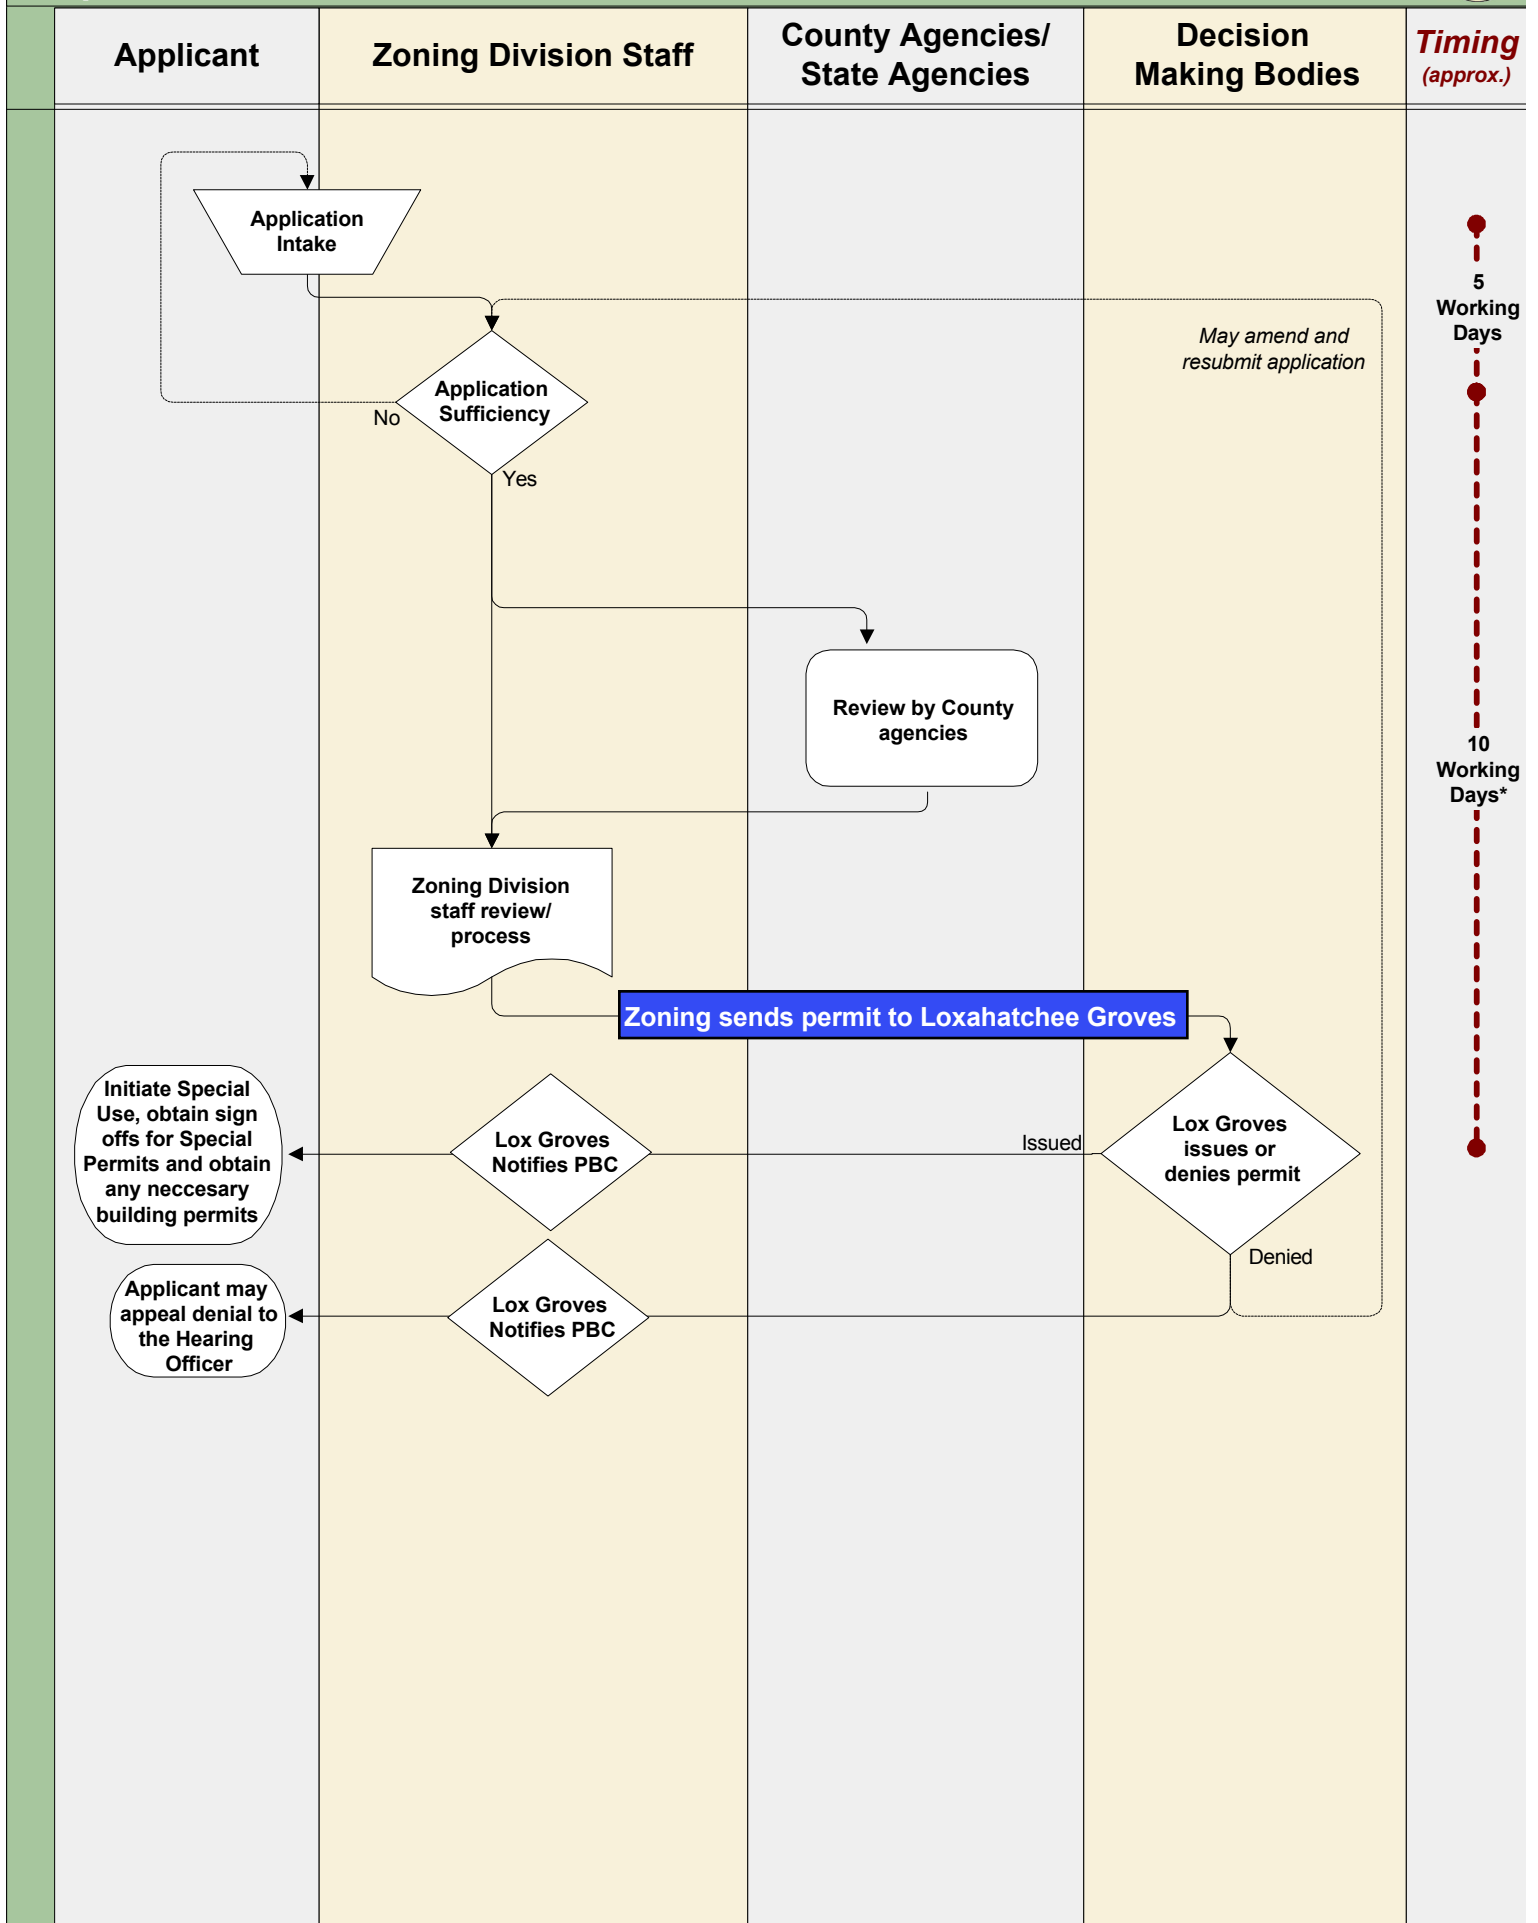 Applicant
Zoning Division Staff
County Agencies/
State Agencies
Decision
Making Bodies
Timing
(approx.)
Application
Intake
5
Working
Days
May amend and
resubmit application
Application
Sufficiency
No
Yes
Review by County
agencies
10
Working
Days*
Zoning Division
staff review/
process
Zoning sends permit to Loxahatchee Groves
Lox Groves
issues or
denies permit
Issued
Lox Groves
Notifies PBC
Initiate Special
Use, obtain sign
offs for Special
Permits and obtain
any neccesary
building permits
Denied
Lox Groves
Notifies PBC
Applicant may
appeal denial to
the Hearing
Officer